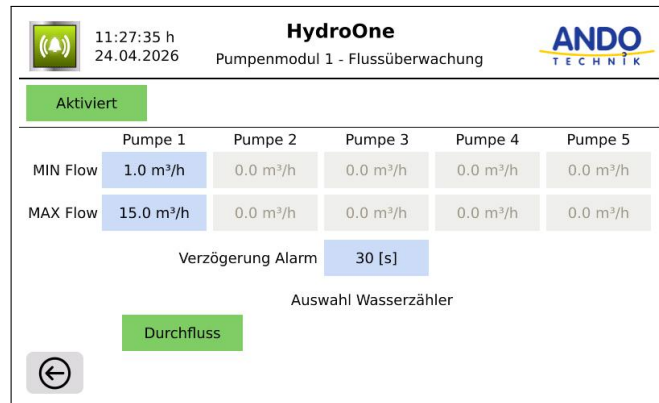 11:27:35 h
24.04.2026
HydroOne
Pumpenmodul 1 - Flussüberwachung
ANDO
TECHNIK
Aktiviert
Pumpe 1 Pumpe 2 Pumpe 3 Pumpe 4 Pumpe 5
MIN Flow 1.0 m³/h 0.0 m³/h 0.0 m³/h 0.0 m³/h 0.0 m³/h
MAX Flow 15.0 m³/h 0.0 m³/h 0.0 m³/h 0.0 m³/h 0.0 m³/h
Verzögerung Alarm 30 [s]
Auswahl Wasserzähler
Durchfluss